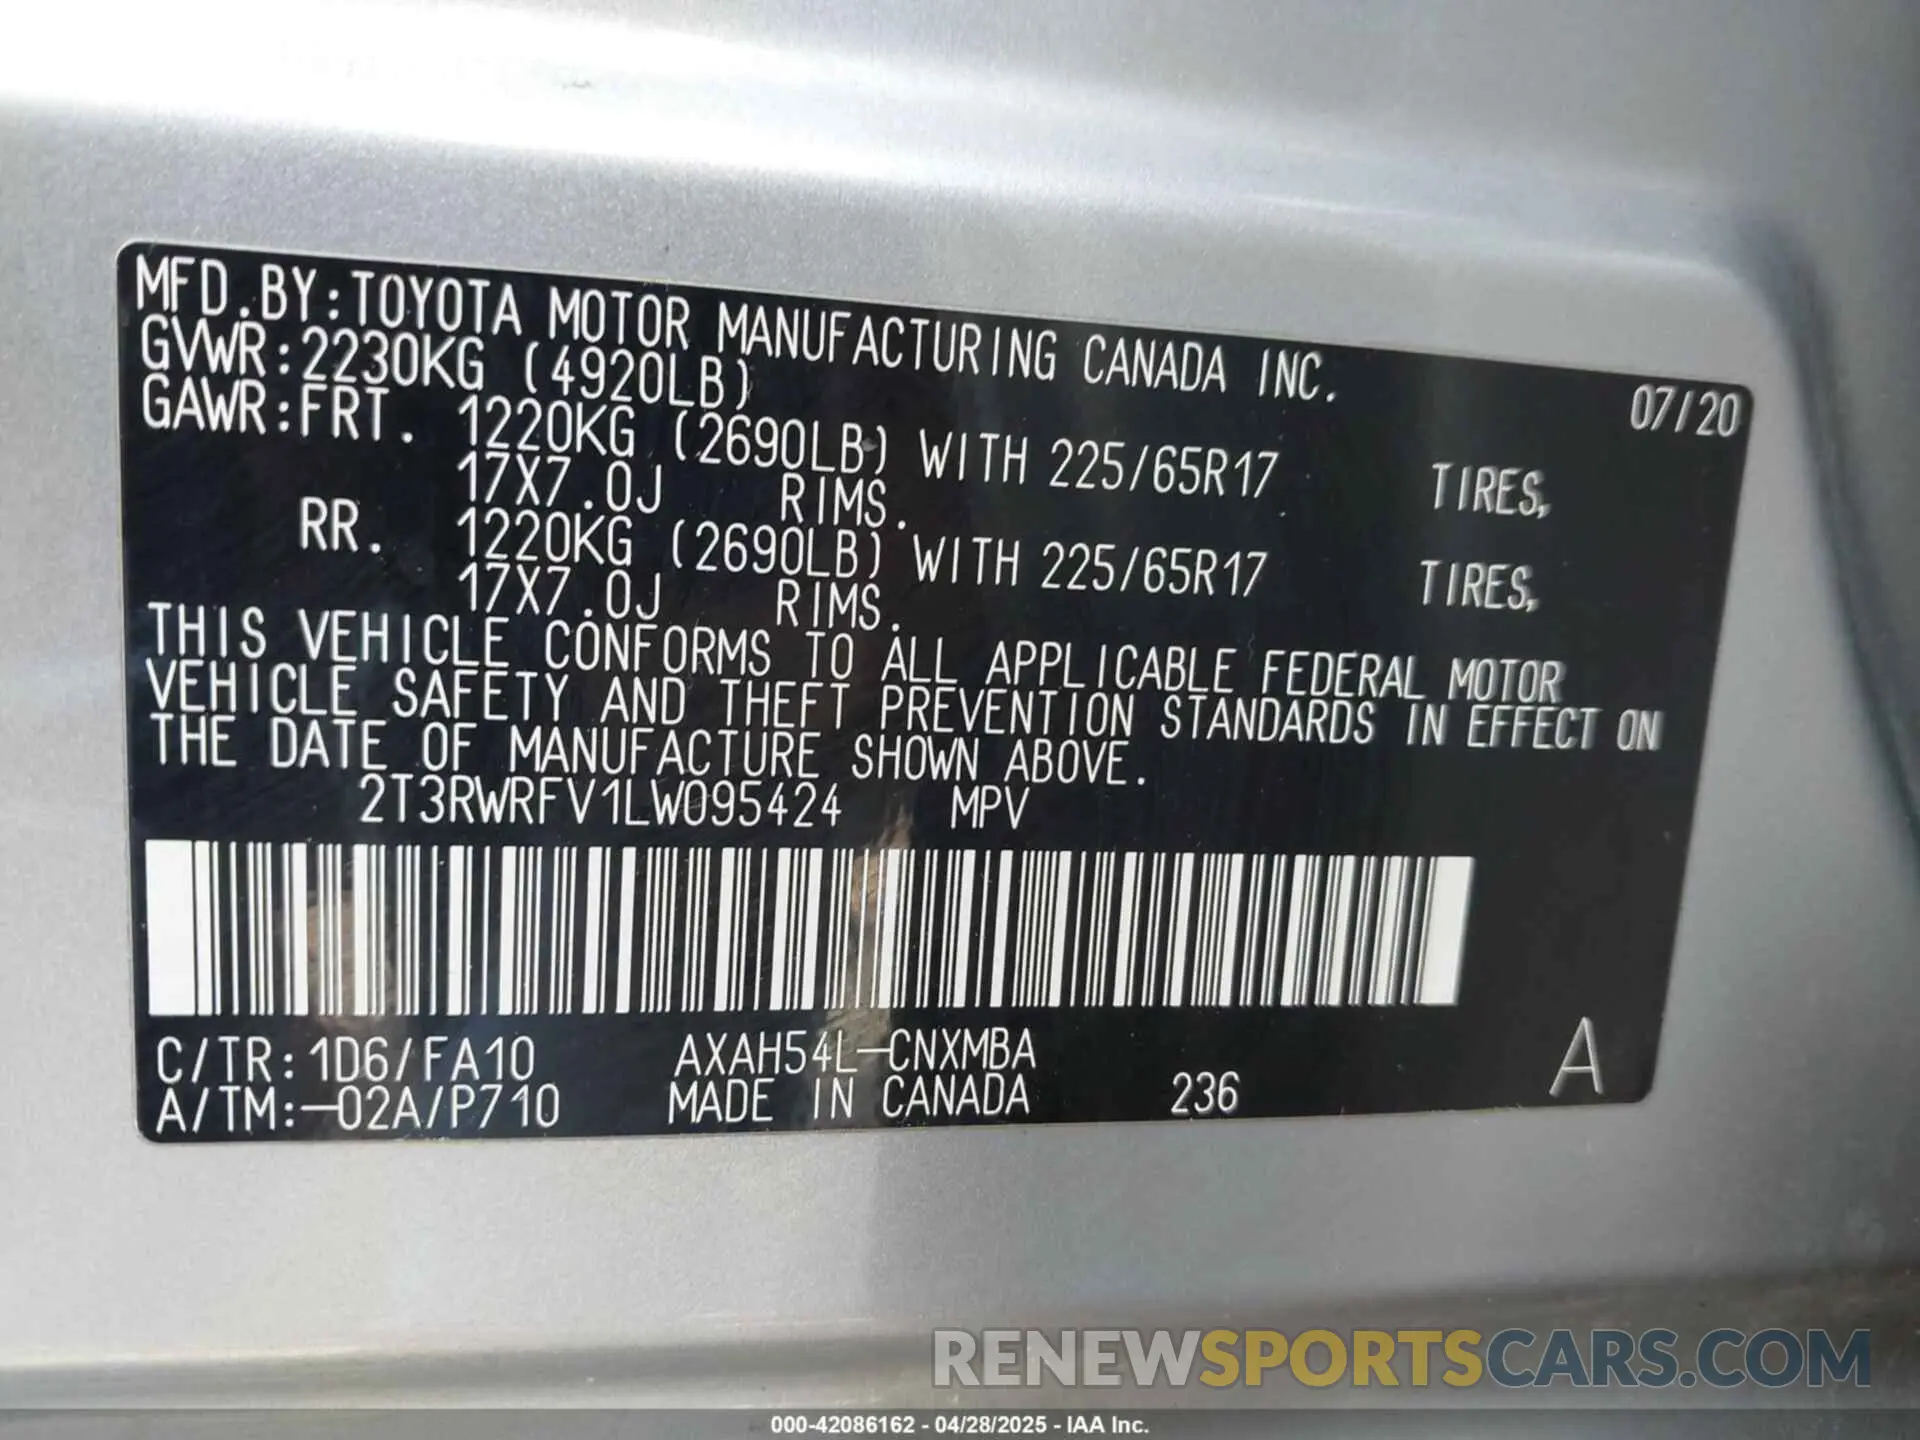 MFD.BY:TOYOTA MOTOR MANUFACTURING CANADA INC. 07/20
GVWR:2230KG (4920LB)
GAWR:FRT. 1220KG (2690LB) WITH 225/65R17 TIRES,
17X7.0J RIMS.
RR. 1220KG (2690LB) WITH 225/65R17 TIRES,
17X7.0J RIMS.
THIS VEHICLE CONFORMS TO ALL APPLICABLE FEDERAL MOTOR
VEHICLE SAFETY AND THEFT PREVENTION STANDARDS IN EFFECT ON
THE DATE OF MANUFACTURE SHOWN ABOVE.
2T3RWRFV1LW095424 MPV
C/TR:1D6/FA10 AXAH54L-CNXMBA
A/TM:-02A/P710 MADE IN CANADA 236 A
RENEWSPORTSCARS.COM
000-42086162 - 04/28/2025 - IAA Inc.